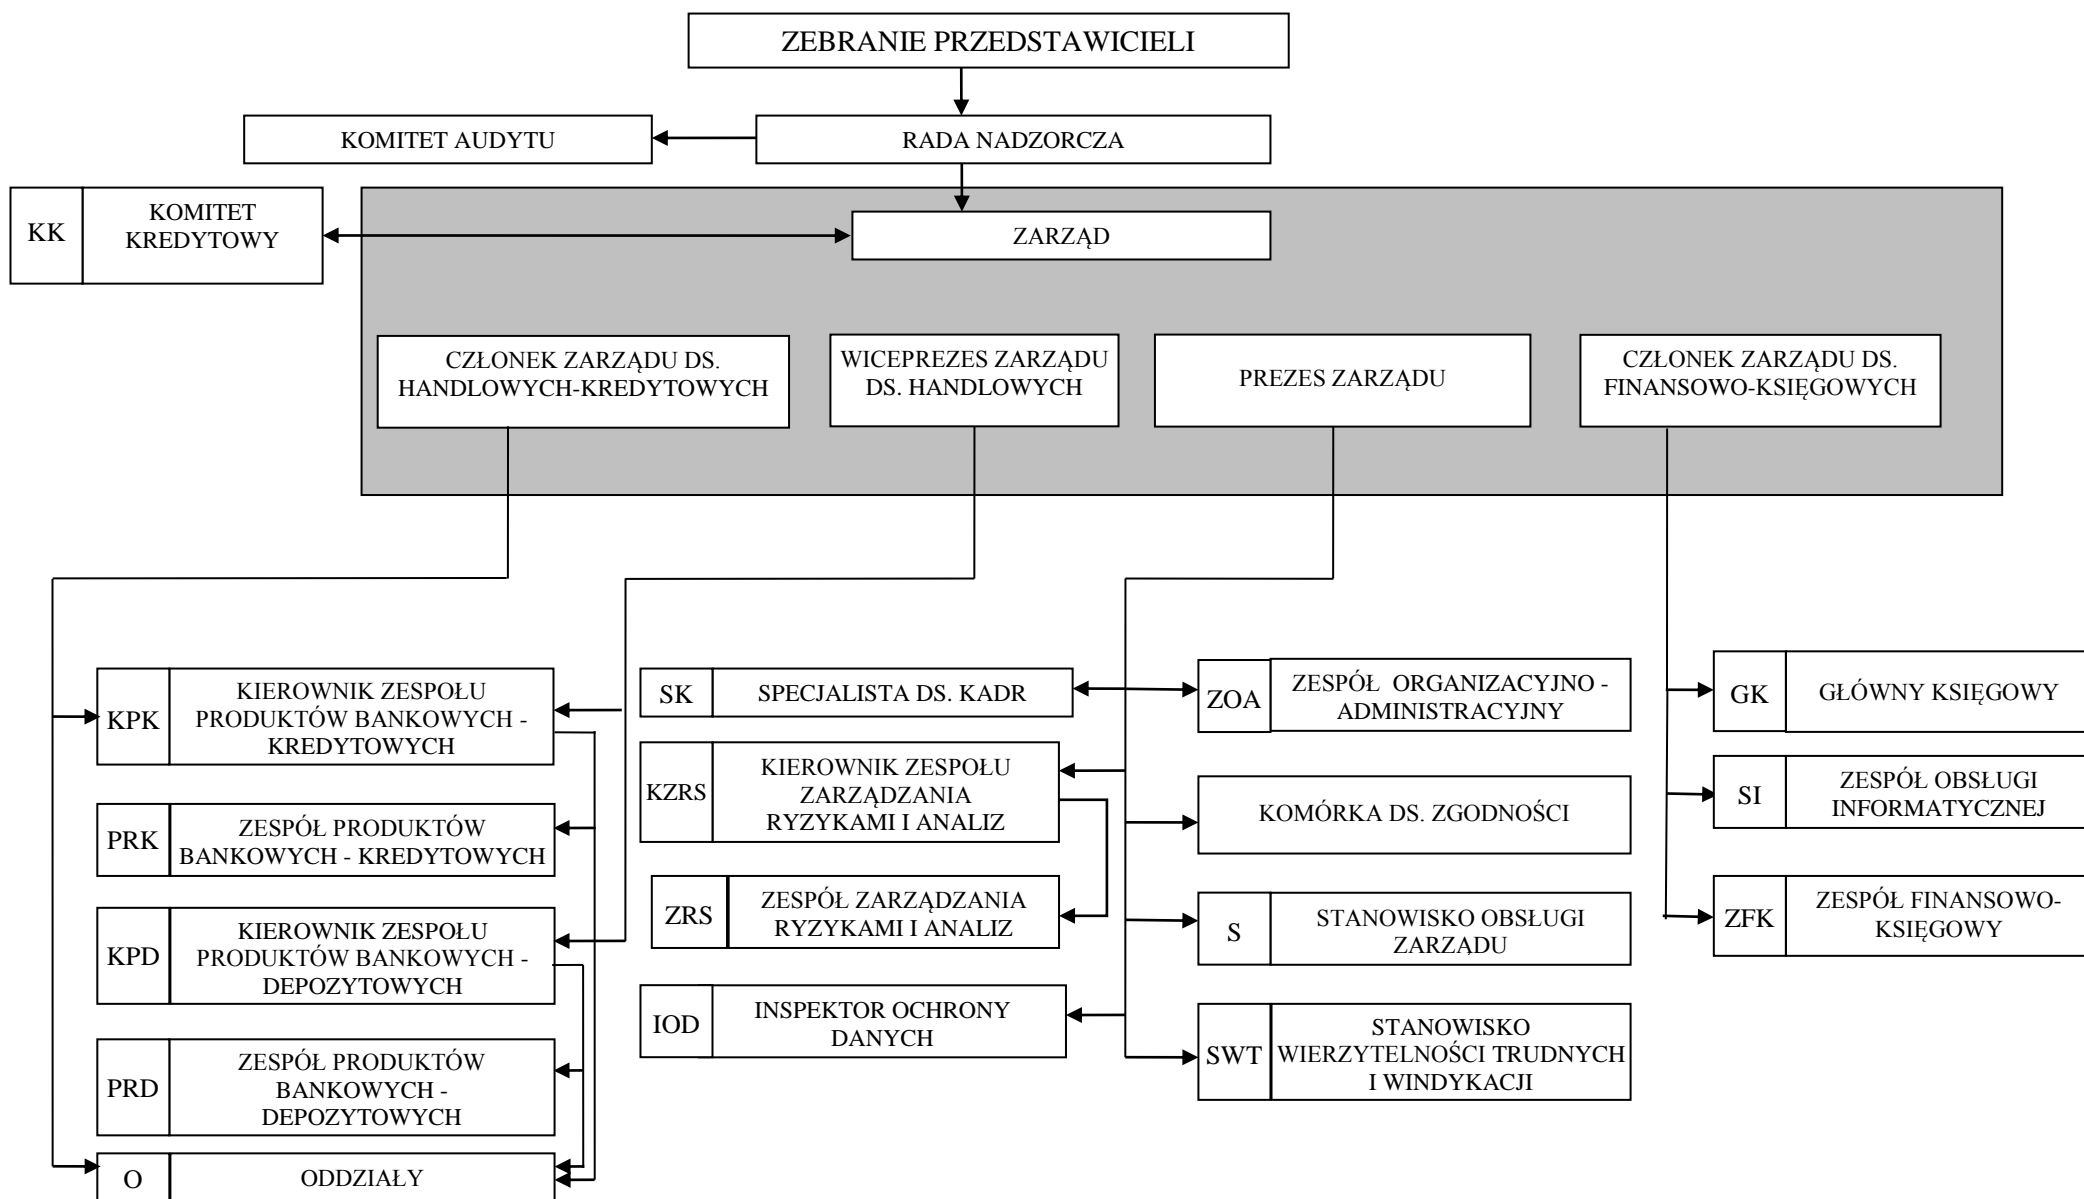 ZEBRANIE PRZEDSTAWICIELI
KOMITET AUDYTU
RADA NADZORCZA
KK
KOMITET
KREDYTOWY
ZARZĄD
CZŁONEK ZARZĄDU DS.
HANDLOWYCH-KREDYTOWYCH
WICEPREZES ZARZĄDU
DS. HANDLOWYCH
PREZES ZARZĄDU
CZŁONEK ZARZĄDU DS.
FINANSOWO-KSIĘGOWYCH
KPK
KIEROWNIK ZESPOŁU
PRODUKTÓW BANKOWYCH -
KREDYTOWYCH
PRK
ZESPÓŁ PRODUKTÓW
BANKOWYCH - KREDYTOWYCH
KPD
KIEROWNIK ZESPOŁU
PRODUKTÓW BANKOWYCH -
DEPOZYTOWYCH
PRD
ZESPÓŁ PRODUKTÓW
BANKOWYCH -
DEPOZYTOWYCH
O
ODDZIAŁY
SK
SPECJALISTA DS. KADR
KZRS
KIEROWNIK ZESPOŁU
ZARZĄDZANIA
RYZYKAMI I ANALIZ
ZRS
ZESPÓŁ ZARZĄDZANIA
RYZYKAMI I ANALIZ
IOD
INSPEKTOR OCHRONY
DANYCH
ZOA
ZESPÓŁ ORGANIZACYJNO -
ADMINISTRACYJNY
KOMÓRKA DS. ZGODNOŚCI
S
STANOWISKO OBSŁUGI
ZARZĄDU
SWT
STANOWISKO
WIERZYTELNOŚCI TRUDNYCH
I WINDYKACJI
GK
GŁÓWNY KSIĘGOWY
SI
ZESPÓŁ OBSŁUGI
INFORMATYCZNEJ
ZFK
ZESPÓŁ FINANSOWO-
KSIĘGOWY